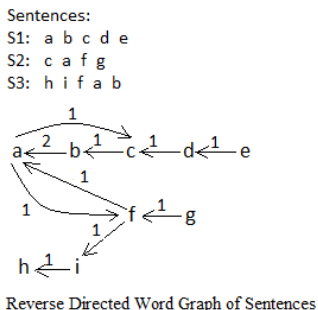 Sentences:
S1: a b c d e
S2: c a f g
S3: h i f a b
1
a 2 b 1 c 1 d 1 e
1
1 f 1 g
1
h 1 i
Reverse Directed Word Graph of Sentences